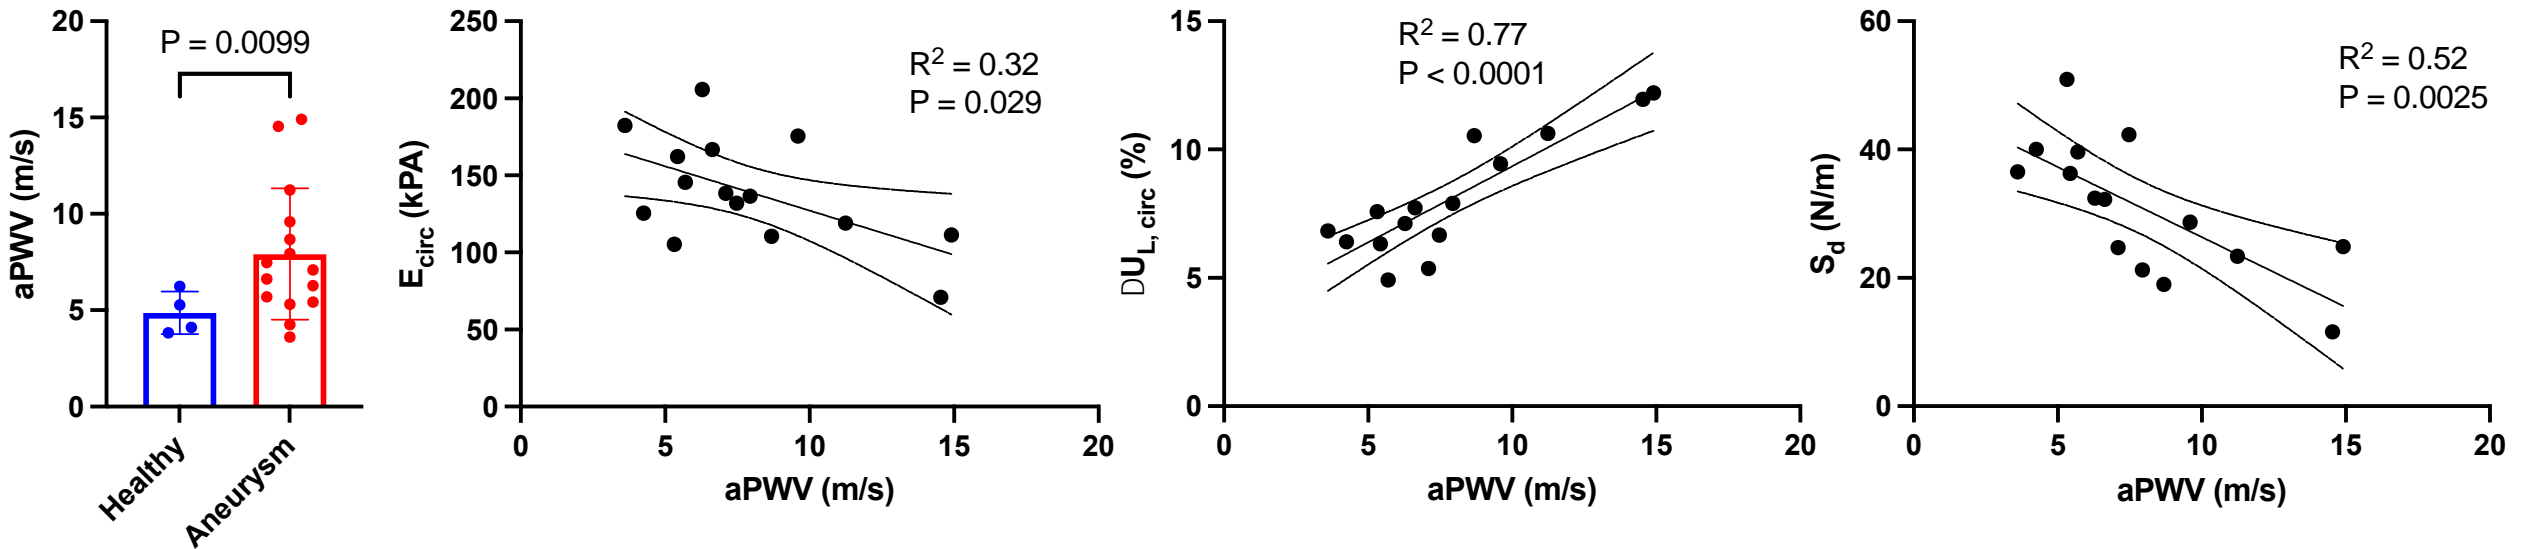 20
15
10
5
0
aPWV (m/s)
P = 0.0099
Healthy
Aneurysm
250
200
150
100
50
0
E_circ (kPA)
R² = 0.32
P = 0.029
0 5 10 15 20
aPWV (m/s)
15
10
5
0
DU_L, circ (%)
R² = 0.77
P < 0.0001
0 5 10 15 20
aPWV (m/s)
60
40
20
0
S_d (N/m)
R² = 0.52
P = 0.0025
0 5 10 15 20
aPWV (m/s)